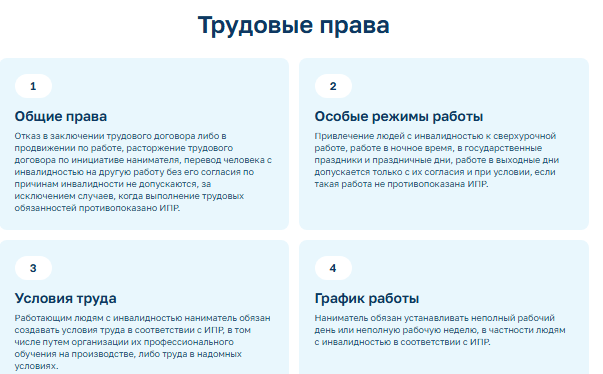 Трудовые права
1
Общие права
Отказ в заключении трудового договора либо в
продвижении по работе, расторжение трудового
договора по инициативе нанимателя, перевод человека с
инвалидностью на другую работу без его согласия по
причинам инвалидности не допускаются, за
исключением случаев, когда выполнение трудовых
обязанностей противопоказано ИПР.
2
Особые режимы работы
Привлечение людей с инвалидностью к сверхурочной
работе, работе в ночное время, в государственные
праздники и праздничные дни, работе в выходные дни
допускается только с их согласия и при условии, если
такая работа не противопоказана ИПР.
3
Условия труда
Работающим людям с инвалидностью наниматель обязан
создавать условия труда в соответствии с ИПР, в том
числе путем организации их профессионального
обучения на производстве, либо труда в надомных
условиях.
4
График работы
Наниматель обязан устанавливать неполный рабочий
день или неполную рабочую неделю, в частности людям
с инвалидностью в соответствии с ИПР.